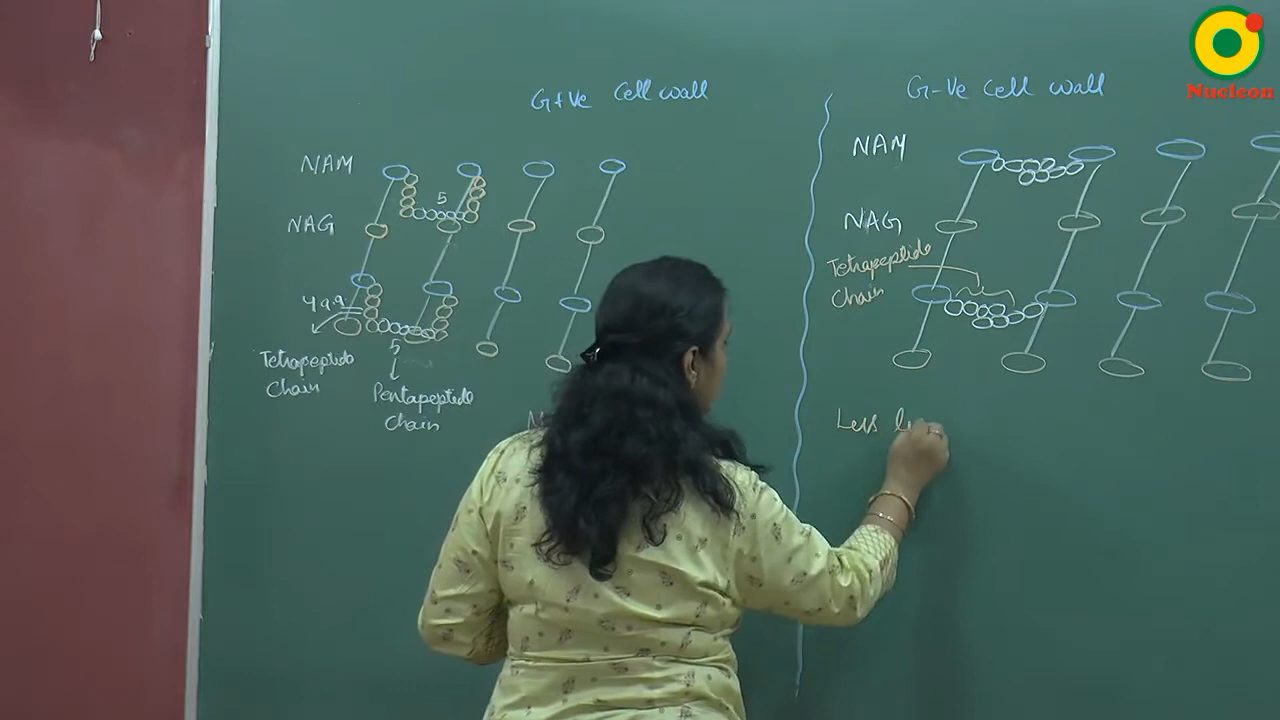 G+Ve Cell wall
NAM
NAG
5
4 a.a
Tetrapeptide
Chain
5
Pentapeptide
Chain
G-Ve Cell wall
NAM
NAG
Tetrapeptide
Chain
Less
Nucleon